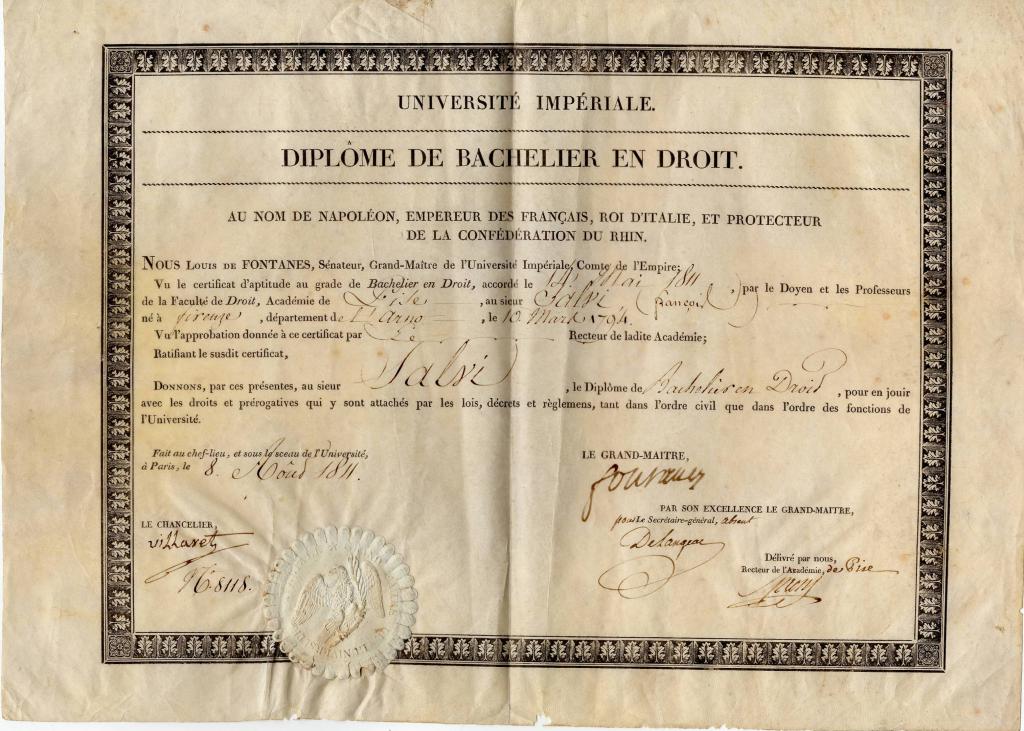 UNIVERSITÉ IMPÉRIALE.
DIPLÔME DE BACHELIER EN DROIT.
AU NOM DE NAPOLÉON, EMPEREUR DES FRANÇAIS, ROI D'ITALIE, ET PROTECTEUR
DE LA CONFÉDÉRATION DU RHIN.
NOUS LOUIS DE FONTANES, Sénateur, Grand-Maître de l'Université Impériale, Comte de l'Empire;
Vu le certificat d'aptitude au grade de Bachelier en Droit, accordé le 14 Mai 1811, par le Doyen et les Professeurs
de la Faculté de Droit, Académie de Pise, au sieur Salvi (françois)
né à firenze, département de l'arno, le 10 Mars 1794.
Vu l'approbation donnée à ce certificat par Le Recteur de ladite Académie;
Ratifiant le susdit certificat,
DONNONS, par ces présentes, au sieur Salvi, le Diplôme de Bachelier en Droit, pour en jouir
avec les droits et prérogatives qui y sont attachés par les lois, décrets et règlemens, tant dans l'ordre civil que dans l'ordre des fonctions de
l'Université.
Fait au chef-lieu, et sous le sceau de l'Université,
à Paris, le 8. Aôut 1811.
LE GRAND-MAITRE,
fontanes
PAR SON EXCELLENCE LE GRAND-MAITRE,
pour Le Secrétaire-général, absent
Delangeac
LE CHANCELIER,
villaret
N.º 8118.
Délivré par nous,
Recteur de l'Académie, de Pise